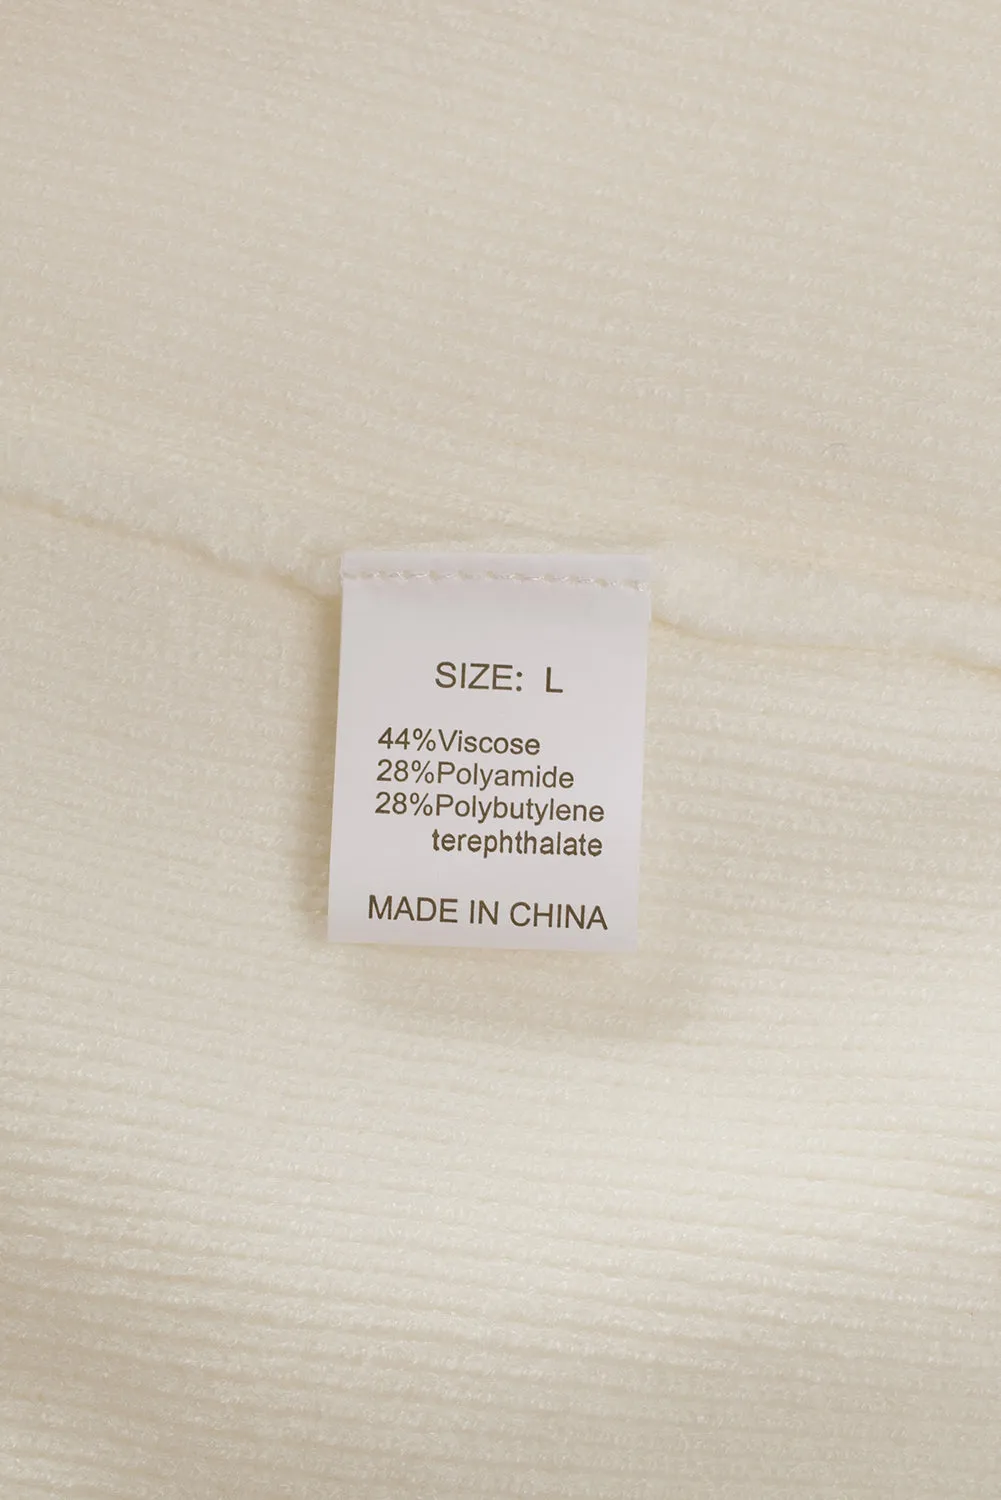 SIZE: L
44%Viscose
28%Polyamide
28%Polybutylene
terephthalate
MADE IN CHINA